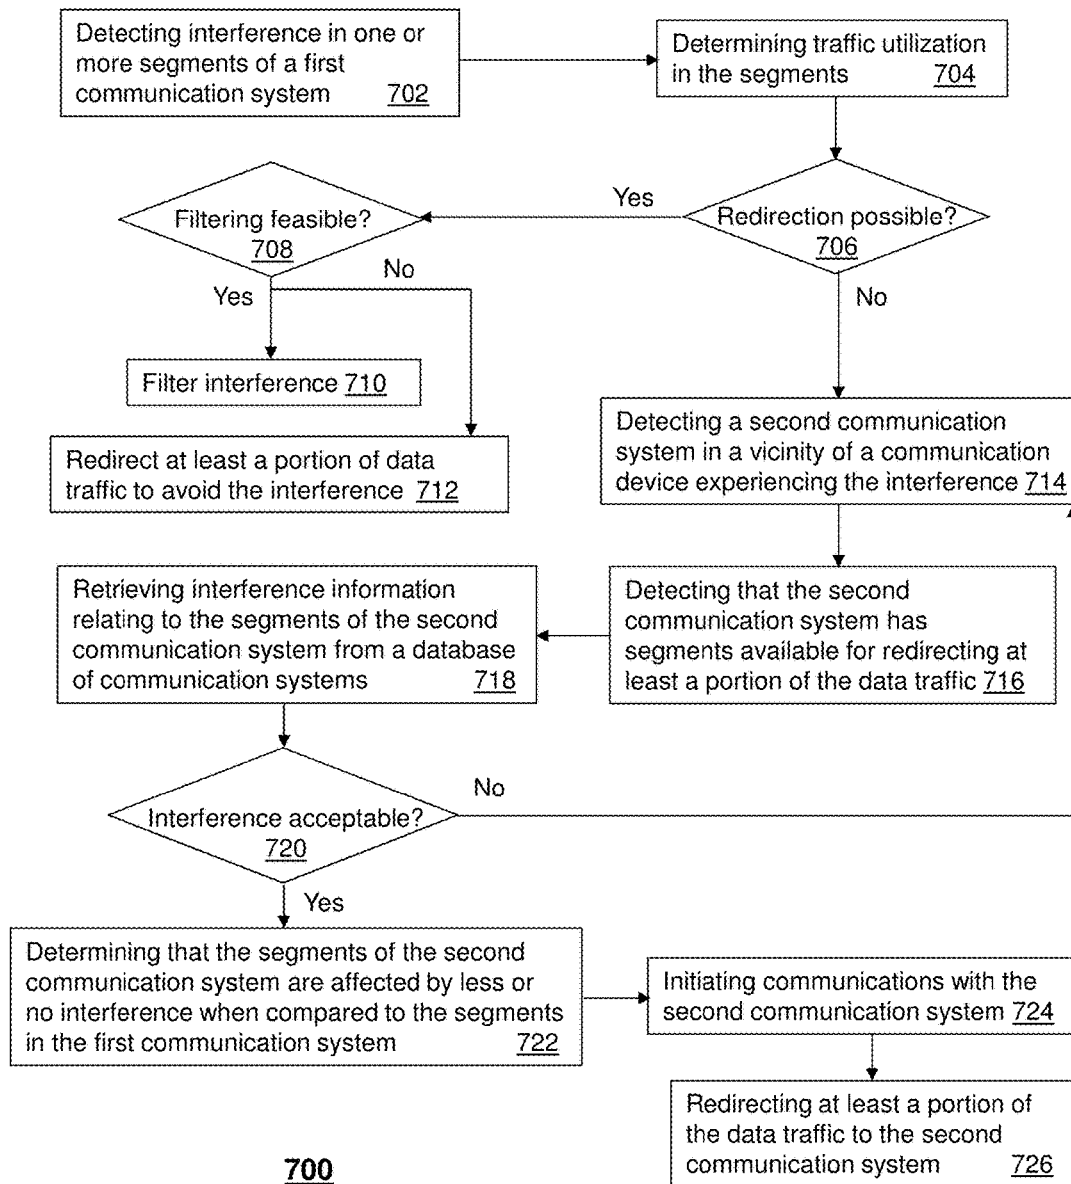 Detecting interference in one or
more segments of a first
communication system 702
Determining traffic utilization
in the segments 704
Redirection possible?
706
Yes
No
Filtering feasible?
708
Yes
No
Filter interference 710
Redirect at least a portion of data
traffic to avoid the interference 712
Detecting a second communication
system in a vicinity of a communication
device experiencing the interference 714
Detecting that the second
communication system has
segments available for redirecting at
least a portion of the data traffic 716
Retrieving interference information
relating to the segments of the second
communication system from a database
of communication systems 718
Interference acceptable?
720
No
Yes
Determining that the segments of the second
communication system are affected by less or
no interference when compared to the segments
in the first communication system 722
Initiating communications with the
second communication system 724
Redirecting at least a portion of
the data traffic to the second
communication system 726
700